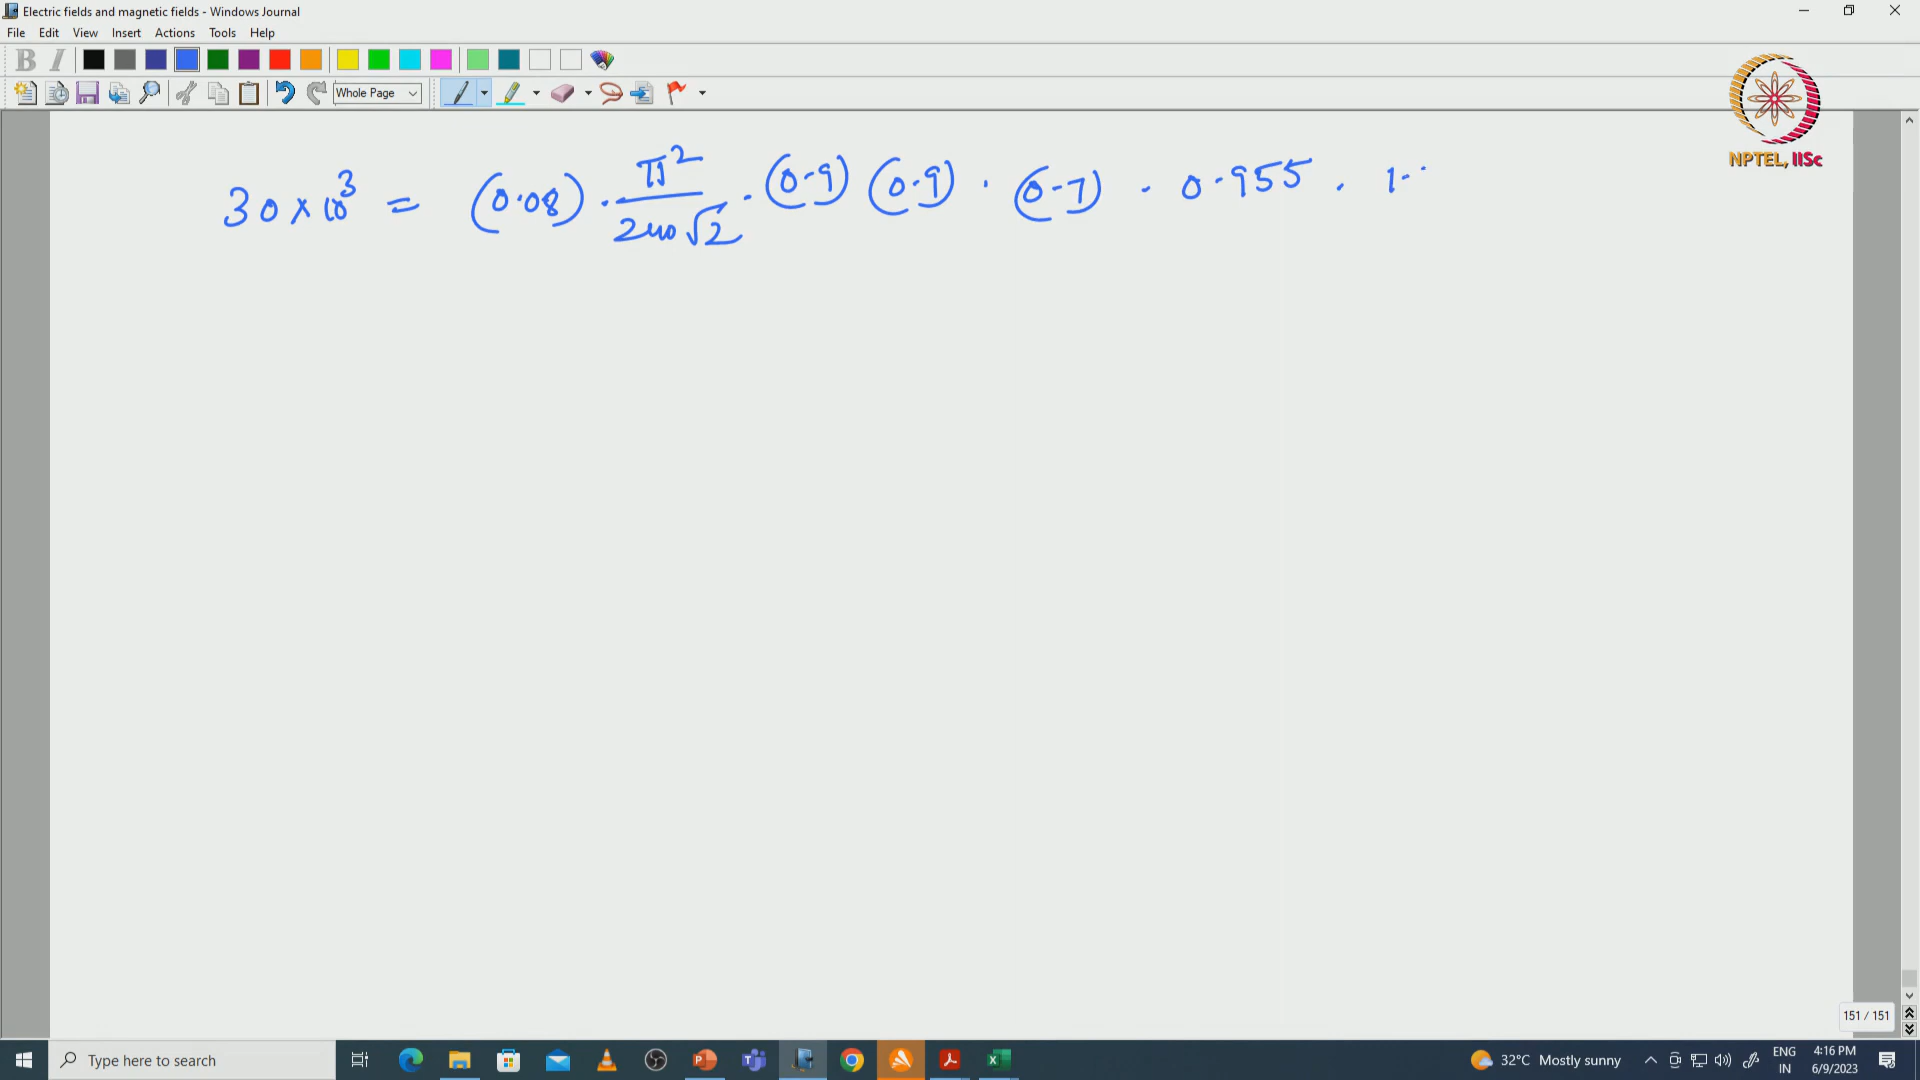 Electric fields and magnetic fields - Windows Journal
File Edit View Insert Actions Tools Help
B I
Whole Page
NPTEL, IISc
30 × 10³ = (0.08) · π² / 240√2 · (0.9) (0.9) · (0.7) · 0.955 · 1.
151 / 151
Type here to search
32°C Mostly sunny
ENG
IN
4:16 PM
6/9/2023